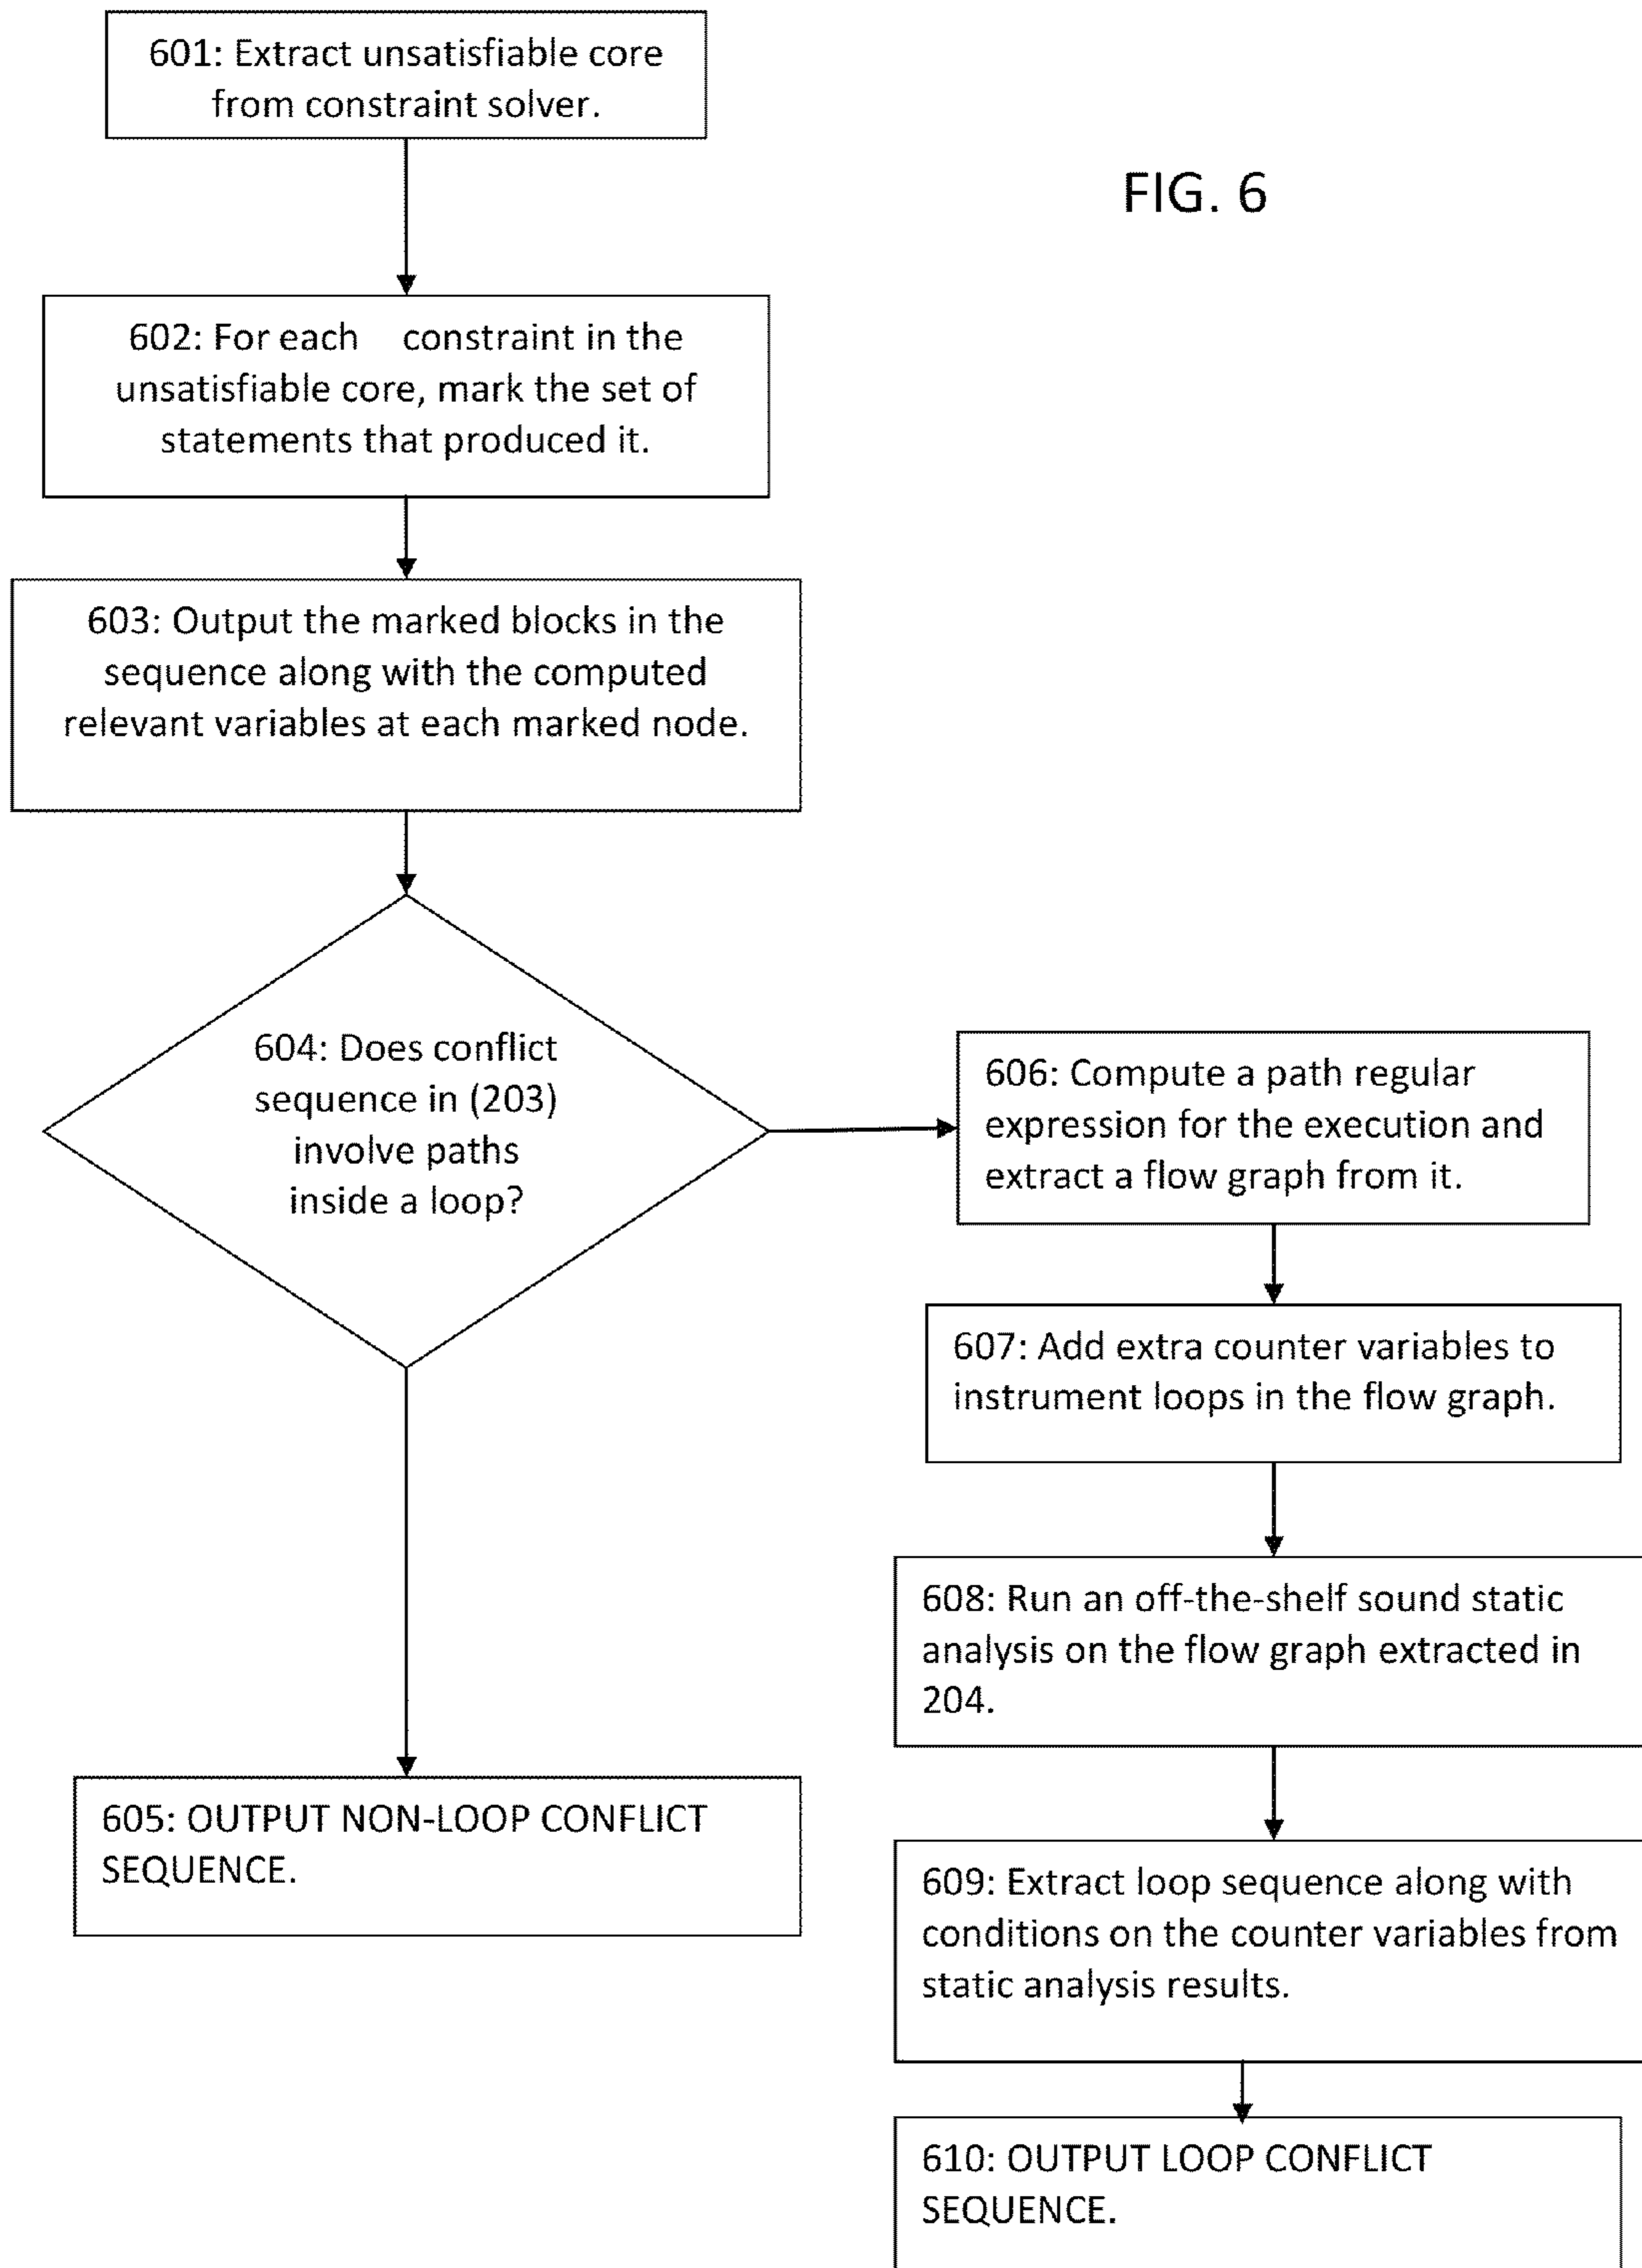 601: Extract unsatisfiable core
from constraint solver.
FIG. 6
602: For each constraint in the
unsatisfiable core, mark the set of
statements that produced it.
603: Output the marked blocks in the
sequence along with the computed
relevant variables at each marked node.
604: Does conflict
sequence in (203)
involve paths
inside a loop?
606: Compute a path regular
expression for the execution and
extract a flow graph from it.
607: Add extra counter variables to
instrument loops in the flow graph.
608: Run an off-the-shelf sound static
analysis on the flow graph extracted in
204.
605: OUTPUT NON-LOOP CONFLICT
SEQUENCE.
609: Extract loop sequence along with
conditions on the counter variables from
static analysis results.
610: OUTPUT LOOP CONFLICT
SEQUENCE.